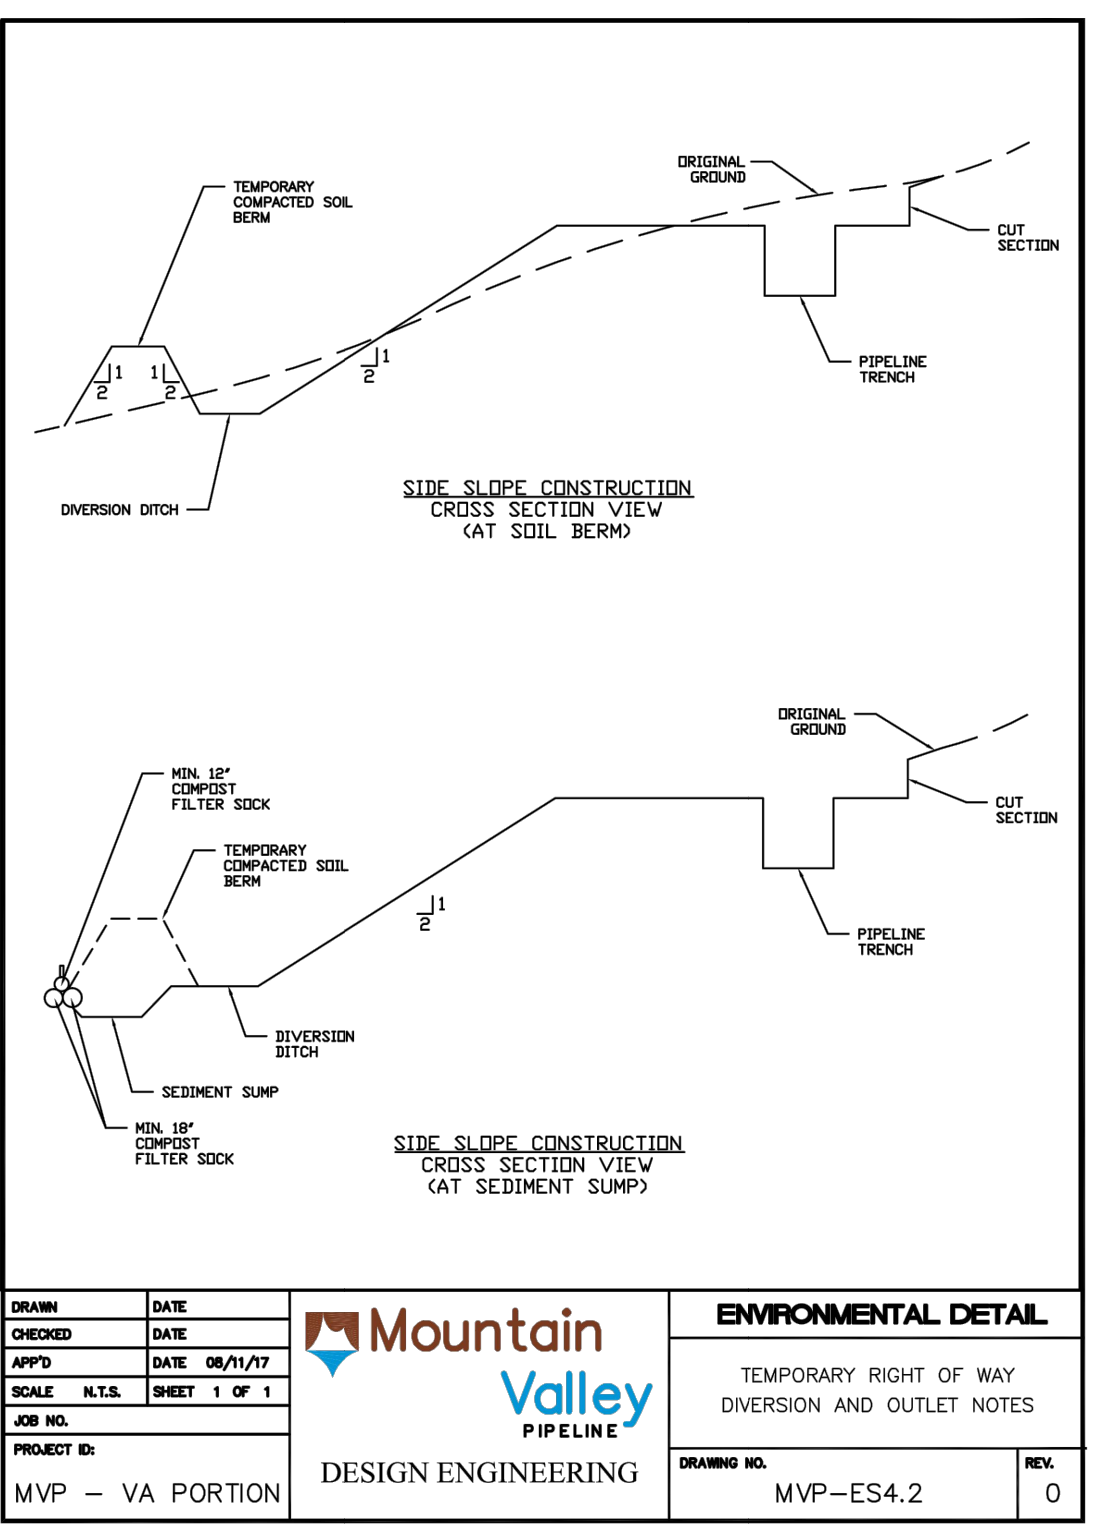 ORIGINAL
GROUND
TEMPORARY
COMPACTED SOIL
BERM
CUT
SECTION
1
2
1
2
1
2
PIPELINE
TRENCH
DIVERSION DITCH
SIDE SLOPE CONSTRUCTION
CROSS SECTION VIEW
(AT SOIL BERM)
ORIGINAL
GROUND
MIN. 12"
COMPOST
FILTER SOCK
CUT
SECTION
TEMPORARY
COMPACTED SOIL
BERM
1
2
PIPELINE
TRENCH
DIVERSION
DITCH
SEDIMENT SUMP
MIN. 18"
COMPOST
FILTER SOCK
SIDE SLOPE CONSTRUCTION
CROSS SECTION VIEW
(AT SEDIMENT SUMP)
DRAWN DATE
CHECKED DATE
APP'D DATE 08/11/17
SCALE N.T.S. SHEET 1 OF 1
JOB NO.
PROJECT ID:
MVP - VA PORTION
Mountain
Valley
PIPELINE
DESIGN ENGINEERING
ENVIRONMENTAL DETAIL
TEMPORARY RIGHT OF WAY
DIVERSION AND OUTLET NOTES
DRAWING NO.
MVP-ES4.2
REV.
0